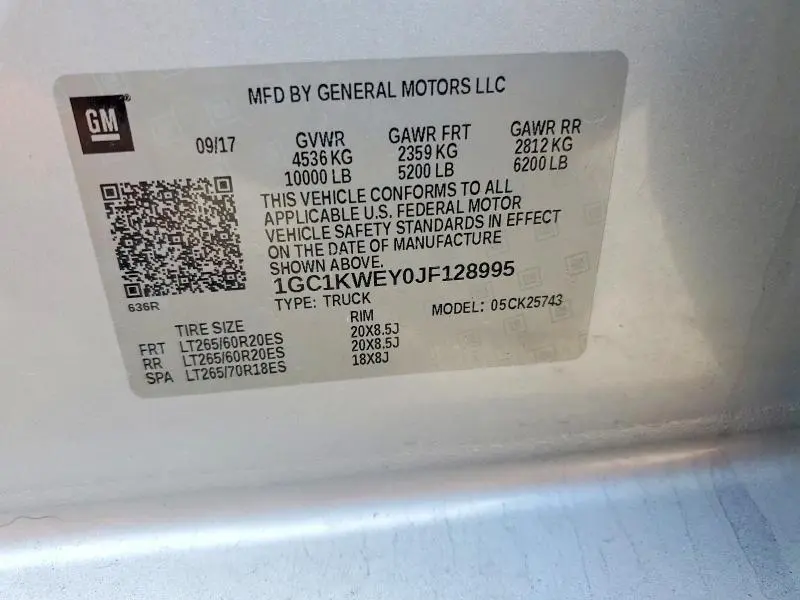 MFD BY GENERAL MOTORS LLC
GM®
09/17 GVWR GAWR FRT GAWR RR
4536 KG 2359 KG 2812 KG
10000 LB 5200 LB 6200 LB
THIS VEHICLE CONFORMS TO ALL
APPLICABLE U.S. FEDERAL MOTOR
VEHICLE SAFETY STANDARDS IN EFFECT
ON THE DATE OF MANUFACTURE
SHOWN ABOVE.
1GC1KWEY0JF128995
636R
TYPE: TRUCK MODEL: 05CK25743
TIRE SIZE RIM
FRT LT265/60R20ES 20X8.5J
RR LT265/60R20ES 20X8.5J
SPA LT265/70R18ES 18X8J